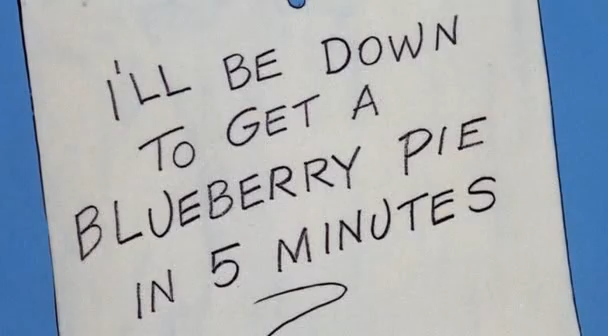 I'LL BE DOWN
TO GET A
BLUEBERRY PIE
IN 5 MINUTES